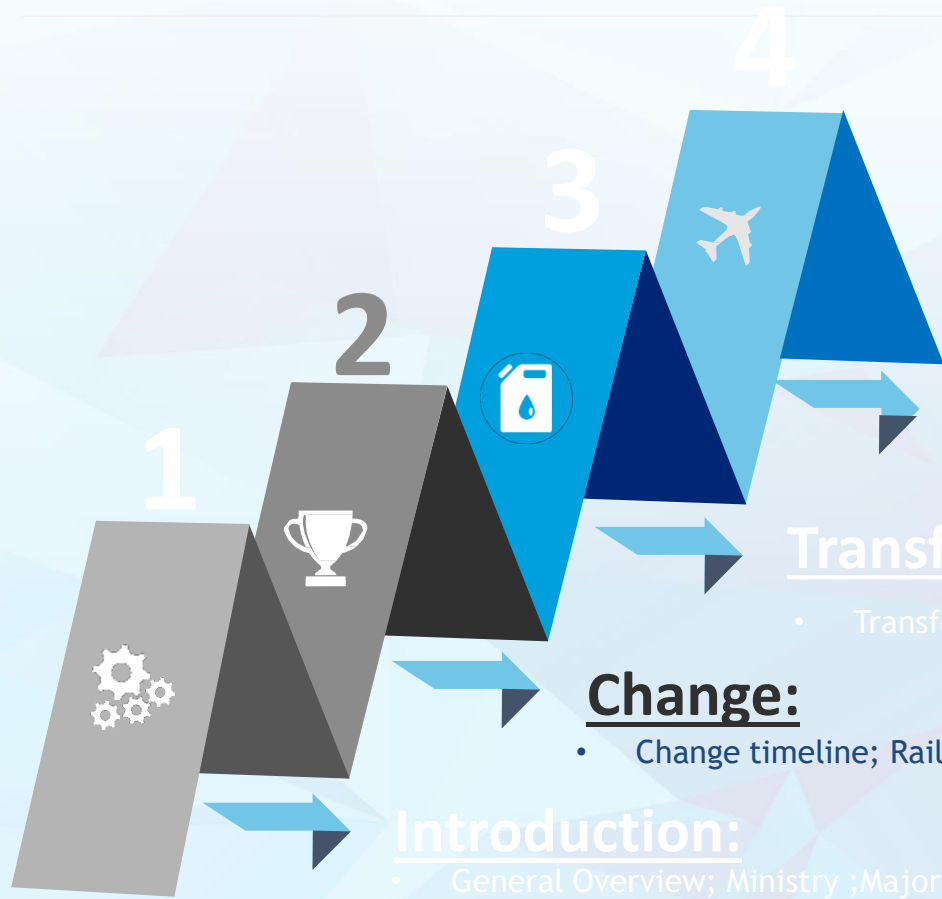 4
3
2
1
Transf
• Transf
Change:
• Change timeline; Rail
Introduction:
• General Overview; Ministry ;Major